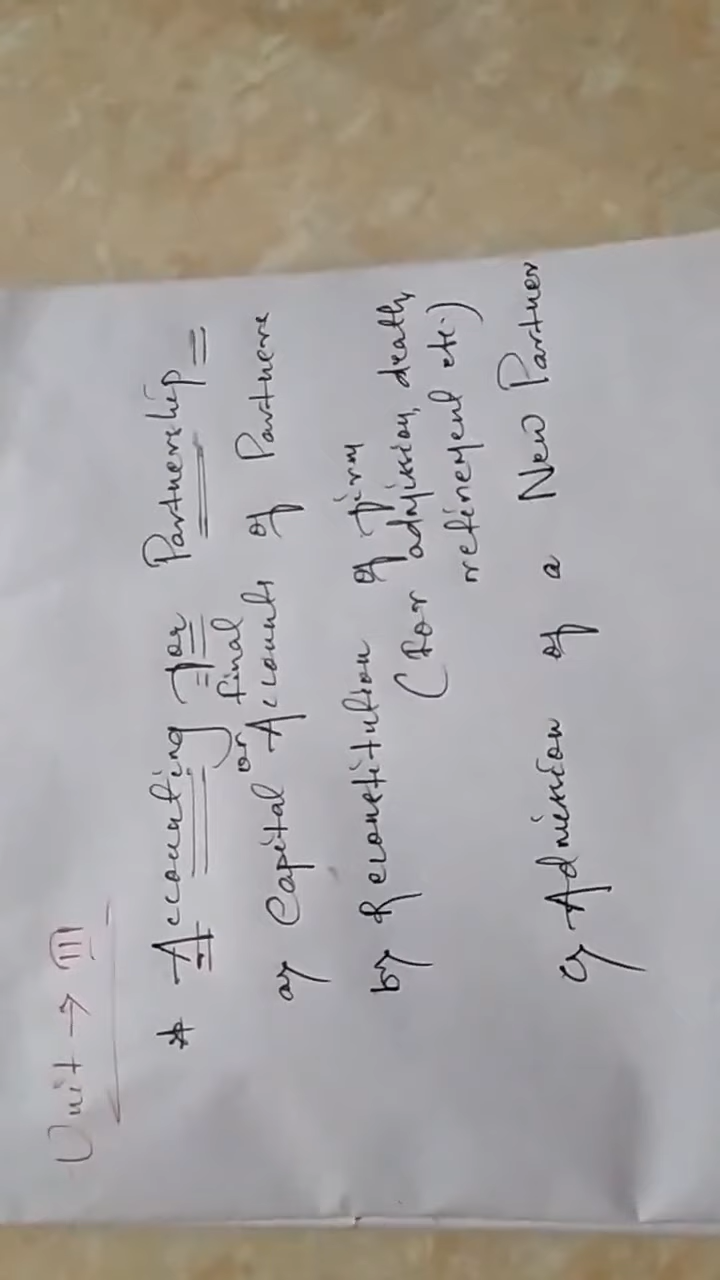 Unit → III
* Accounting for Partnership =
or final
a) Capital Accounts of Partners
b) Reconstitution of firm
(for admission, death,
retirement etc.)
c) Admission of a New Partner